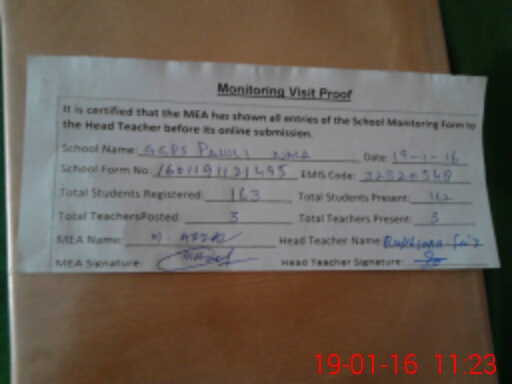 Monitoring Visit Proof
It is certified that the MEA has shown all entries of the School Monitoring Form to
the Head Teacher before its online submission.
School Name: GGPS Date: 19-1-16
School Form No: EMIS Code: 32320548
Total Students Registered: 163 Total Students Present: 162
Total TeachersPosted: 3 Total Teachers Present: 3
MEA Name: M. Head Teacher Name
MEA Signature: Head Teacher Signature:
19-01-16 11:23